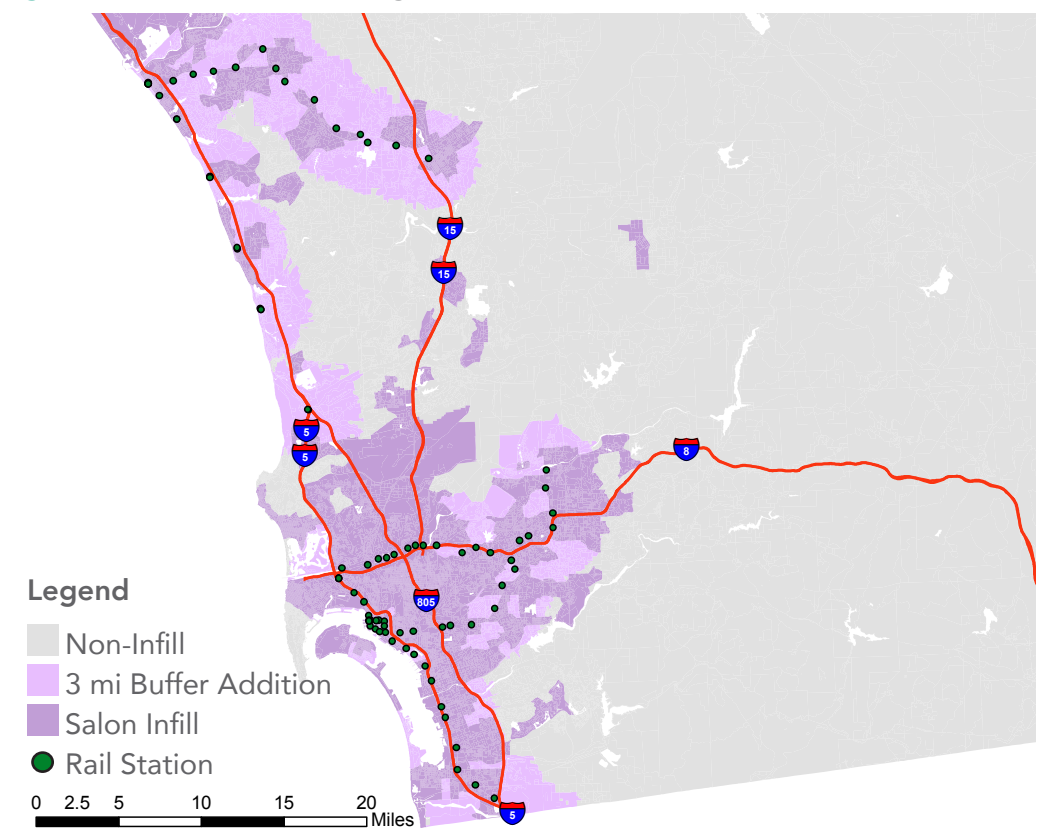 15
15
5
5
8
805
Legend
Non-Infill
3 mi Buffer Addition
Salon Infill
Rail Station
0 2.5 5 10 15 20
Miles
5